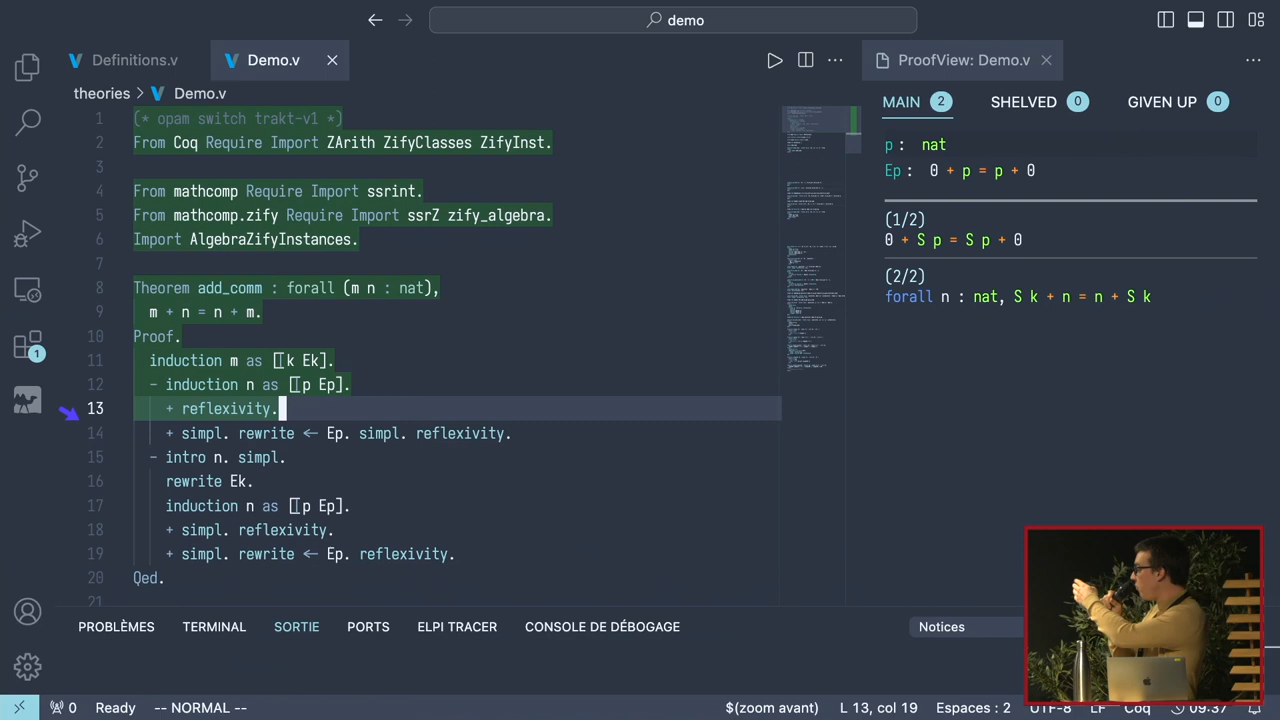 demo
Definitions.v
Demo.v
ProofView: Demo.v
theories > Demo.v
MAIN 2 SHELVED 0 GIVEN UP 0
(* opam switch trakt-v1 *)
From Coq Require Import ZArith ZifyClasses ZifyInst.
3
From mathcomp Require Import ssrint.
From mathcomp.zify Require Import ssrZ zify_algebra.
6 Import AlgebraZifyInstances.
7
Theorem add_comm : forall (m n : nat),
m + n = n + m.
Proof.
11 induction m as [|k Ek].
12 - induction n as [|p Ep].
13 + reflexivity.
14 + simpl. rewrite <- Ep. simpl. reflexivity.
15 - intro n. simpl.
16 rewrite Ek.
17 induction n as [|p Ep].
18 + simpl. reflexivity.
19 + simpl. rewrite <- Ep. reflexivity.
20 Qed.
21
p : nat
Ep : 0 + p = p + 0
(1/2)
0 + S p = S p + 0
(2/2)
forall n : nat, S k + n = n + S k
1
PROBLÈMES TERMINAL SORTIE PORTS ELPI TRACER CONSOLE DE DÉBOGAGE
Notices
0 Ready -- NORMAL -- $(zoom avant) L 13, col 19 Espaces : 2 UTF-8 LF Coq 09:37